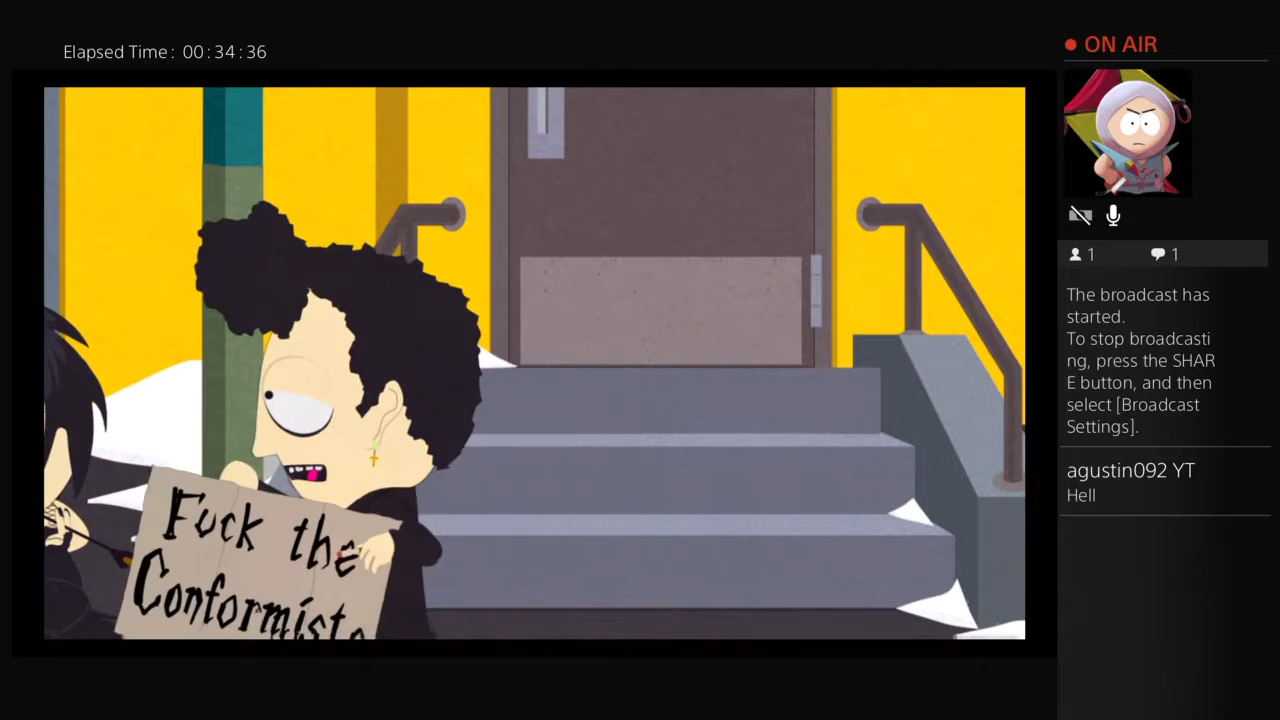 Elapsed Time: 00:34:36
ON AIR
1
1
The broadcast has
started.
To stop broadcasti
ng, press the SHAR
E button, and then
select [Broadcast
Settings].
agustin092 YT
Hell
Fuck the
Conformists